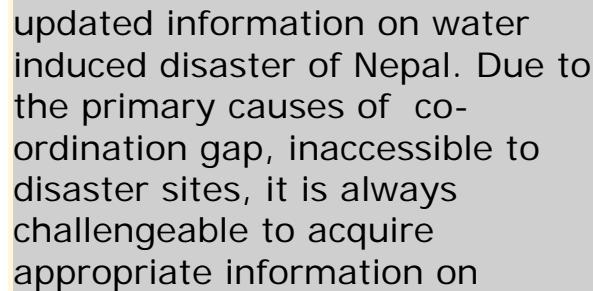 updated information on water
induced disaster of Nepal. Due to
the primary causes of  co-
ordination gap, inaccessible to
disaster sites, it is always
challengeable to acquire
appropriate information on